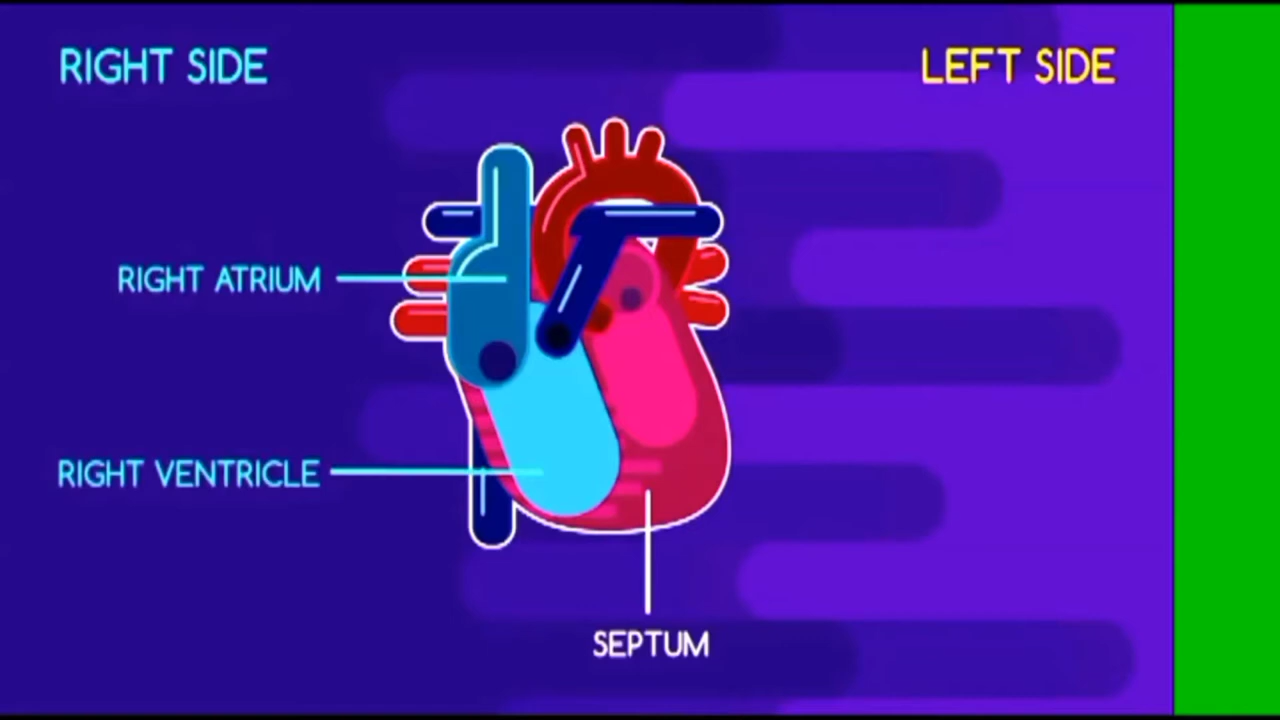 RIGHT SIDE
LEFT SIDE
RIGHT ATRIUM
RIGHT VENTRICLE
SEPTUM